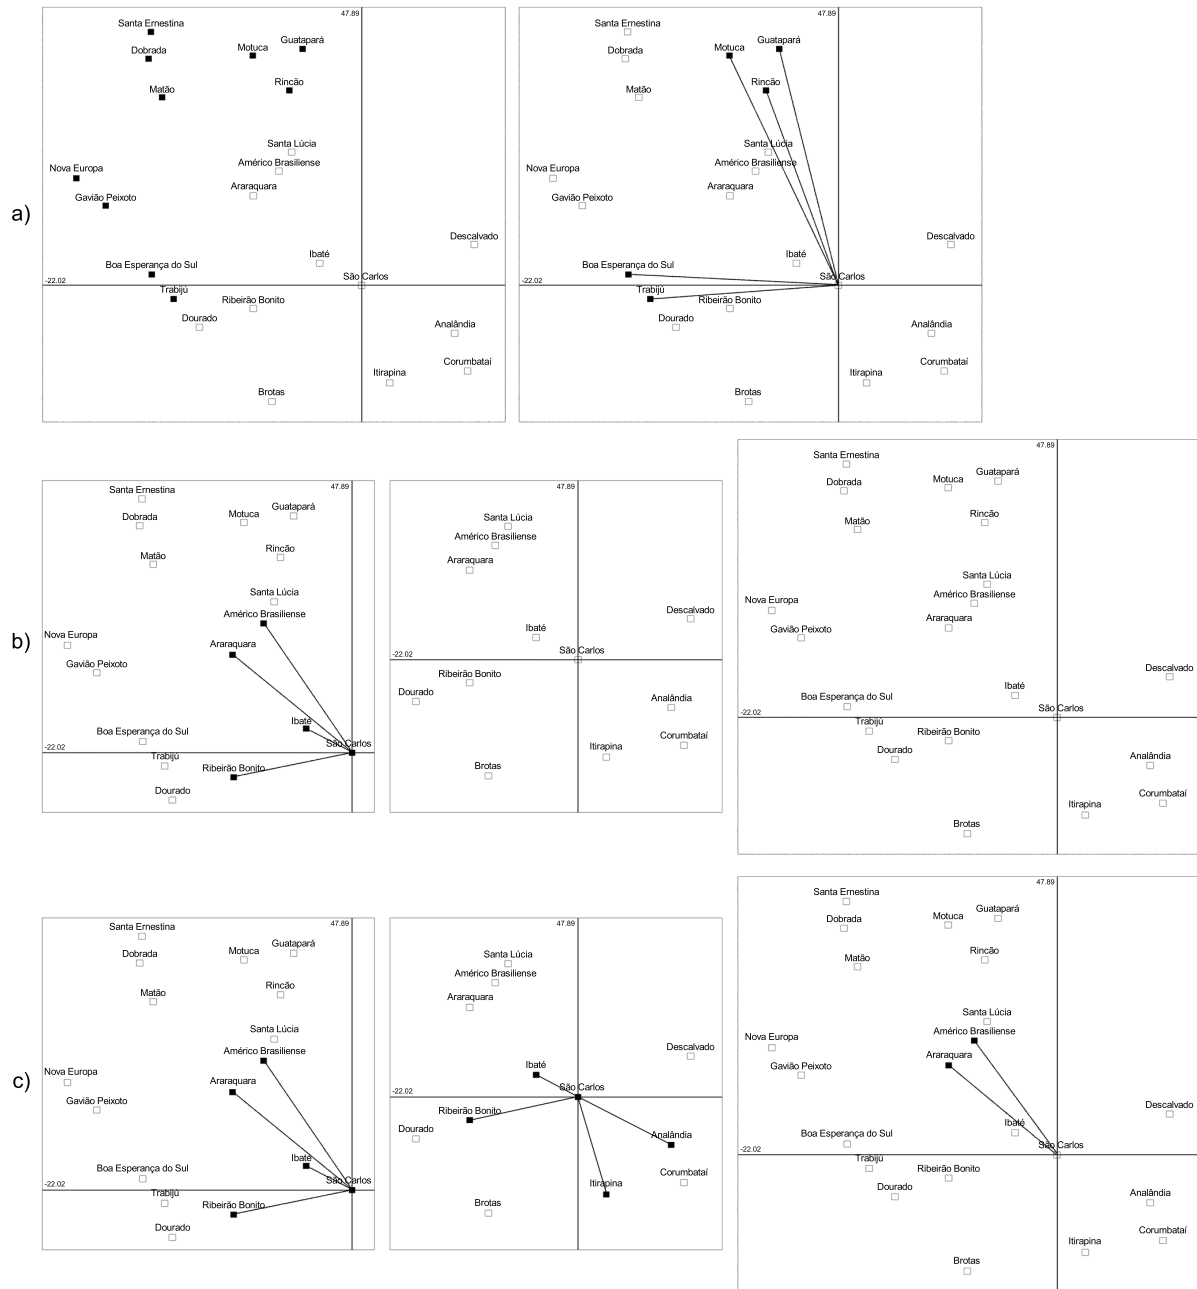 a)
47.89
Santa Ernestina
Guatapará
Motuca
Dobrada
Rincão
Matão
Santa Lúcia
Américo Brasiliense
Nova Europa
Araraquara
Gavião Peixoto
Descalvado
Ibaté
Boa Esperança do Sul
São Carlos
-22.02
Trabijú
Ribeirão Bonito
Dourado
Analândia
Corumbataí
Itirapina
Brotas
47.89
Santa Ernestina
Guatapará
Motuca
Dobrada
Rincão
Matão
Santa Lúcia
Américo Brasiliense
Nova Europa
Araraquara
Gavião Peixoto
Descalvado
Ibaté
Boa Esperança do Sul
São Carlos
-22.02
Trabijú
Ribeirão Bonito
Dourado
Analândia
Corumbataí
Itirapina
Brotas
b)
47.89
Santa Ernestina
Guatapará
Dobrada
Motuca
Rincão
Matão
Santa Lúcia
Américo Brasiliense
Nova Europa
Araraquara
Gavião Peixoto
Ibaté
Boa Esperança do Sul
São Carlos
-22.02
Trabijú
Ribeirão Bonito
Dourado
47.89
Santa Lúcia
Américo Brasiliense
Araraquara
Descalvado
Ibaté
São Carlos
-22.02
Ribeirão Bonito
Dourado
Analândia
Corumbataí
Itirapina
Brotas
47.89
Santa Ernestina
Guatapará
Motuca
Dobrada
Rincão
Matão
Santa Lúcia
Américo Brasiliense
Nova Europa
Araraquara
Gavião Peixoto
Descalvado
Ibaté
Boa Esperança do Sul
São Carlos
-22.02
Trabijú
Ribeirão Bonito
Dourado
Analândia
Corumbataí
Itirapina
Brotas
c)
47.89
Santa Ernestina
Guatapará
Dobrada
Motuca
Rincão
Matão
Santa Lúcia
Américo Brasiliense
Nova Europa
Araraquara
Gavião Peixoto
Ibaté
Boa Esperança do Sul
São Carlos
-22.02
Trabijú
Ribeirão Bonito
Dourado
47.89
Santa Lúcia
Américo Brasiliense
Araraquara
Descalvado
Ibaté
São Carlos
-22.02
Ribeirão Bonito
Dourado
Analândia
Corumbataí
Itirapina
Brotas
47.89
Santa Ernestina
Guatapará
Motuca
Dobrada
Rincão
Matão
Santa Lúcia
Américo Brasiliense
Nova Europa
Araraquara
Gavião Peixoto
Descalvado
Ibaté
Boa Esperança do Sul
São Carlos
-22.02
Trabijú
Ribeirão Bonito
Dourado
Analândia
Corumbataí
Itirapina
Brotas